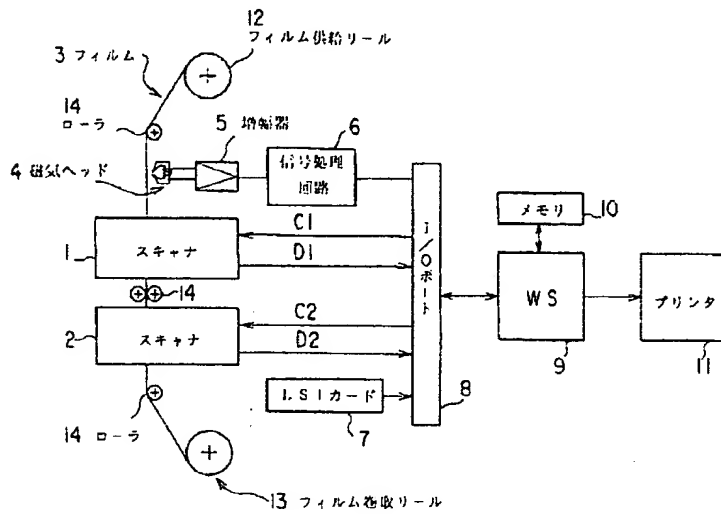 12
フィルム供給リール
3 フィルム
14
ローラ
5 増幅器
6
信号処理
回路
4 磁気ヘッド
I/Oポート
メモリ
10
C1
1
スキャナ
D1
WS
プリンタ
14
C2
2
スキャナ
D2
9
11
LSIカード
8
7
14 ローラ
13 フィルム巻取リール